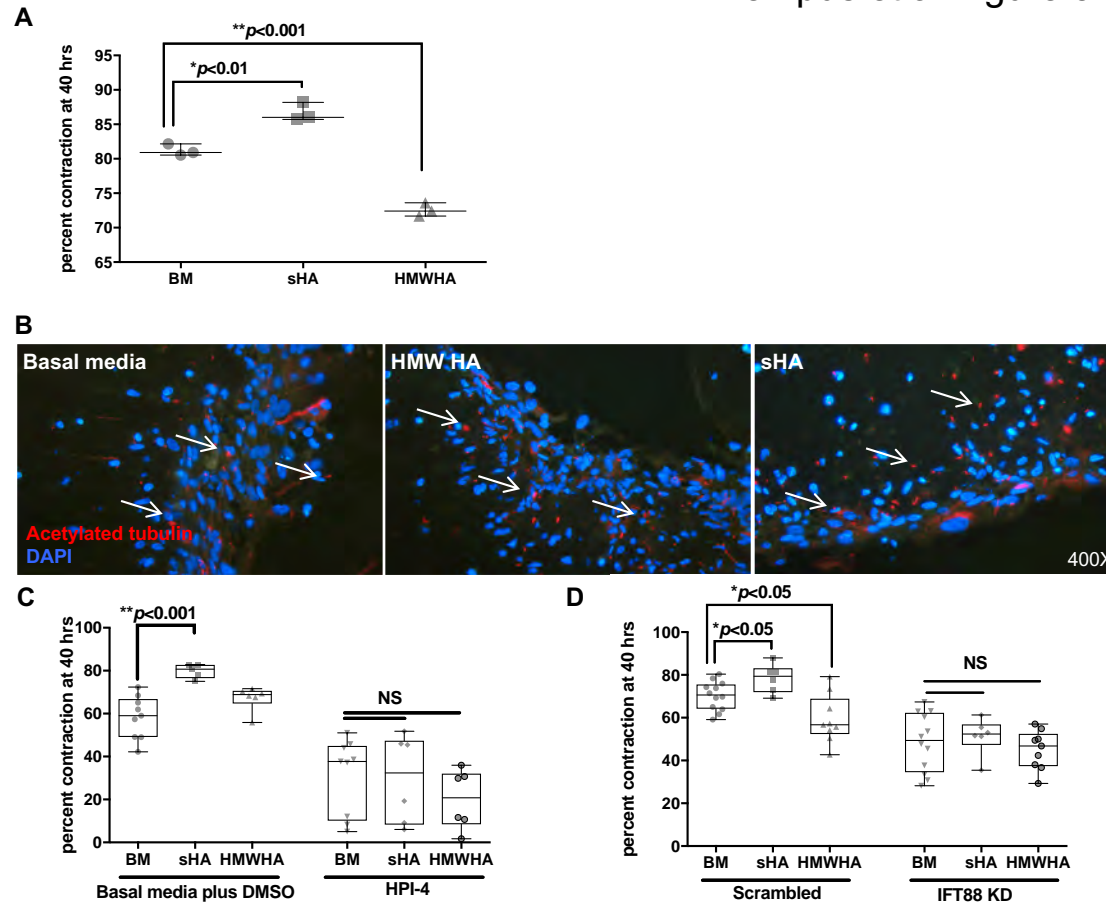 A
**p<0.001
*p<0.01
percent contraction at 40 hrs
95
90
85
80
75
70
65
BM sHA HMWHA
B
Basal media
HMW HA
sHA
Acetylated tubulin
DAPI
400X
C
**p<0.001
NS
percent contraction at 40 hrs
100
80
60
40
20
0
BM sHA HMWHA BM sHA HMWHA
Basal media plus DMSO HPI-4
D
*p<0.05
*p<0.05
NS
percent contraction at 40 hrs
100
80
60
40
20
0
BM sHA HMWHA BM sHA HMWHA
Scrambled IFT88 KD